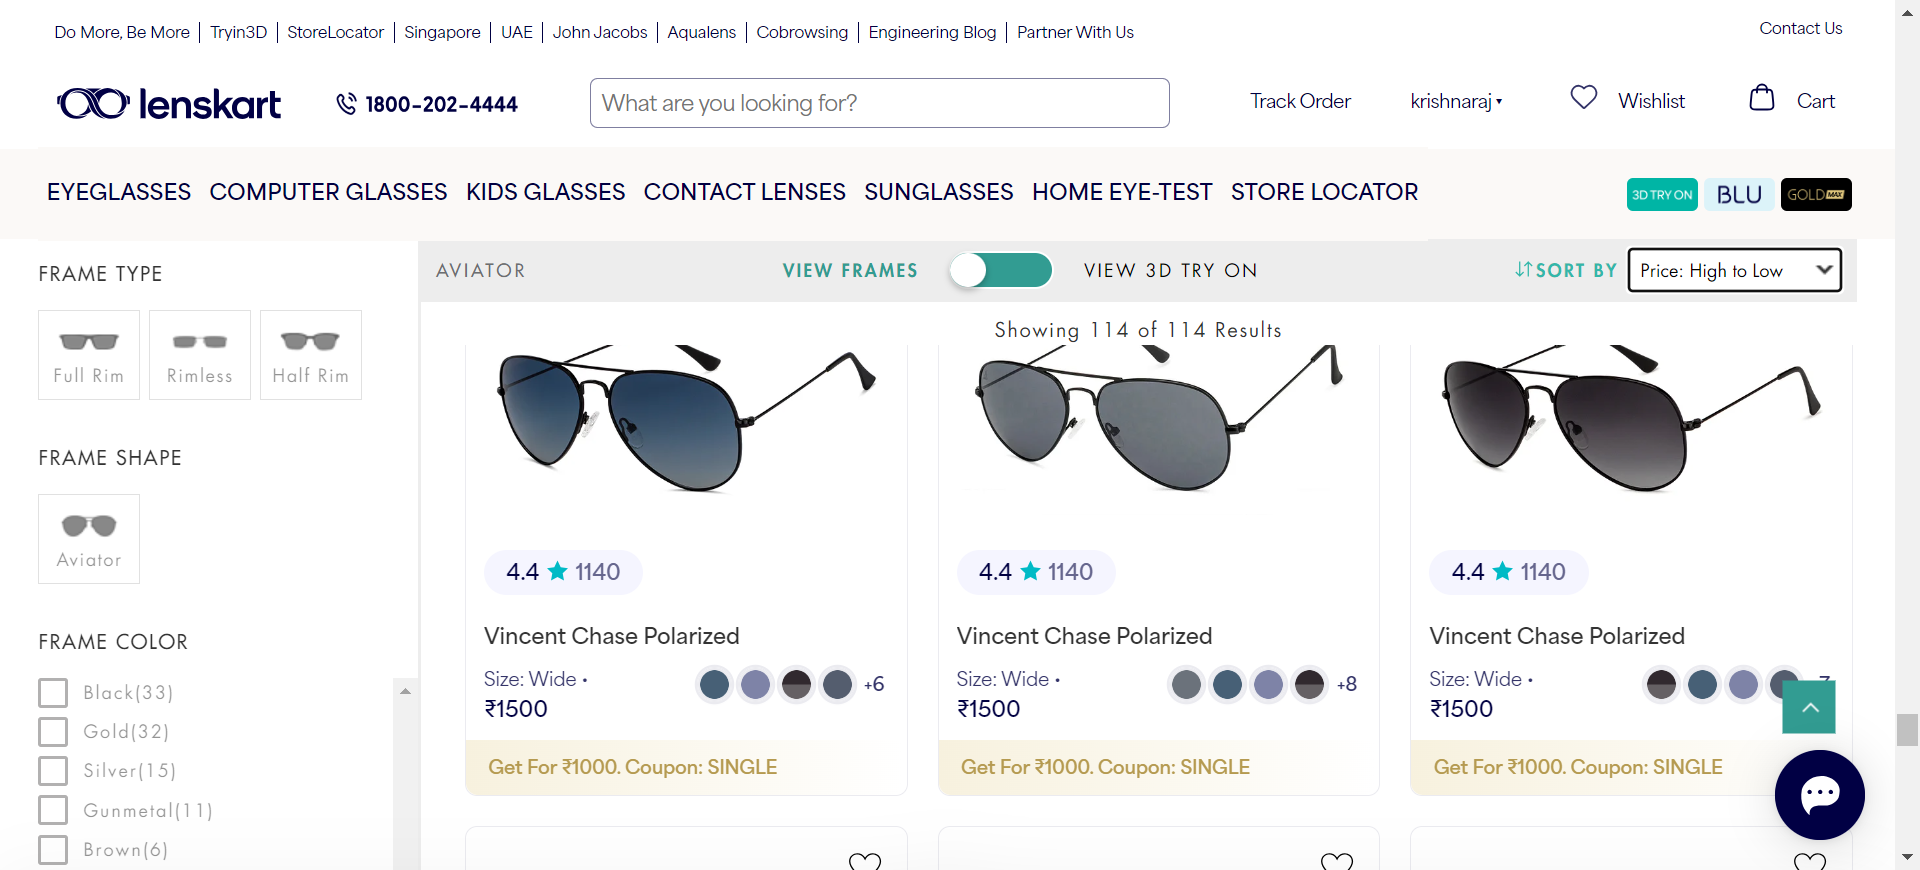 Do More, Be More | Tryin3D | StoreLocator | Singapore | UAE | John Jacobs | Aqualens | Cobrowsing | Engineering Blog | Partner With Us
Contact Us
lenskart
1800-202-4444
What are you looking for?
Track Order
krishnaraj
Wishlist
Cart
EYEGLASSES COMPUTER GLASSES KIDS GLASSES CONTACT LENSES SUNGLASSES HOME EYE-TEST STORE LOCATOR
3D TRY ON
BLU
GOLD MAX
FRAME TYPE
Full Rim
Rimless
Half Rim
FRAME SHAPE
Aviator
FRAME COLOR
Black(33)
Gold(32)
Silver(15)
Gunmetal(11)
Brown(6)
AVIATOR
VIEW FRAMES
VIEW 3D TRY ON
SORT BY
Price: High to Low
Showing 114 of 114 Results
4.4 ★ 1140
Vincent Chase Polarized
Size: Wide •
+6
₹1500
Get For ₹1000. Coupon: SINGLE
4.4 ★ 1140
Vincent Chase Polarized
Size: Wide •
+8
₹1500
Get For ₹1000. Coupon: SINGLE
4.4 ★ 1140
Vincent Chase Polarized
Size: Wide •
₹1500
Get For ₹1000. Coupon: SINGLE